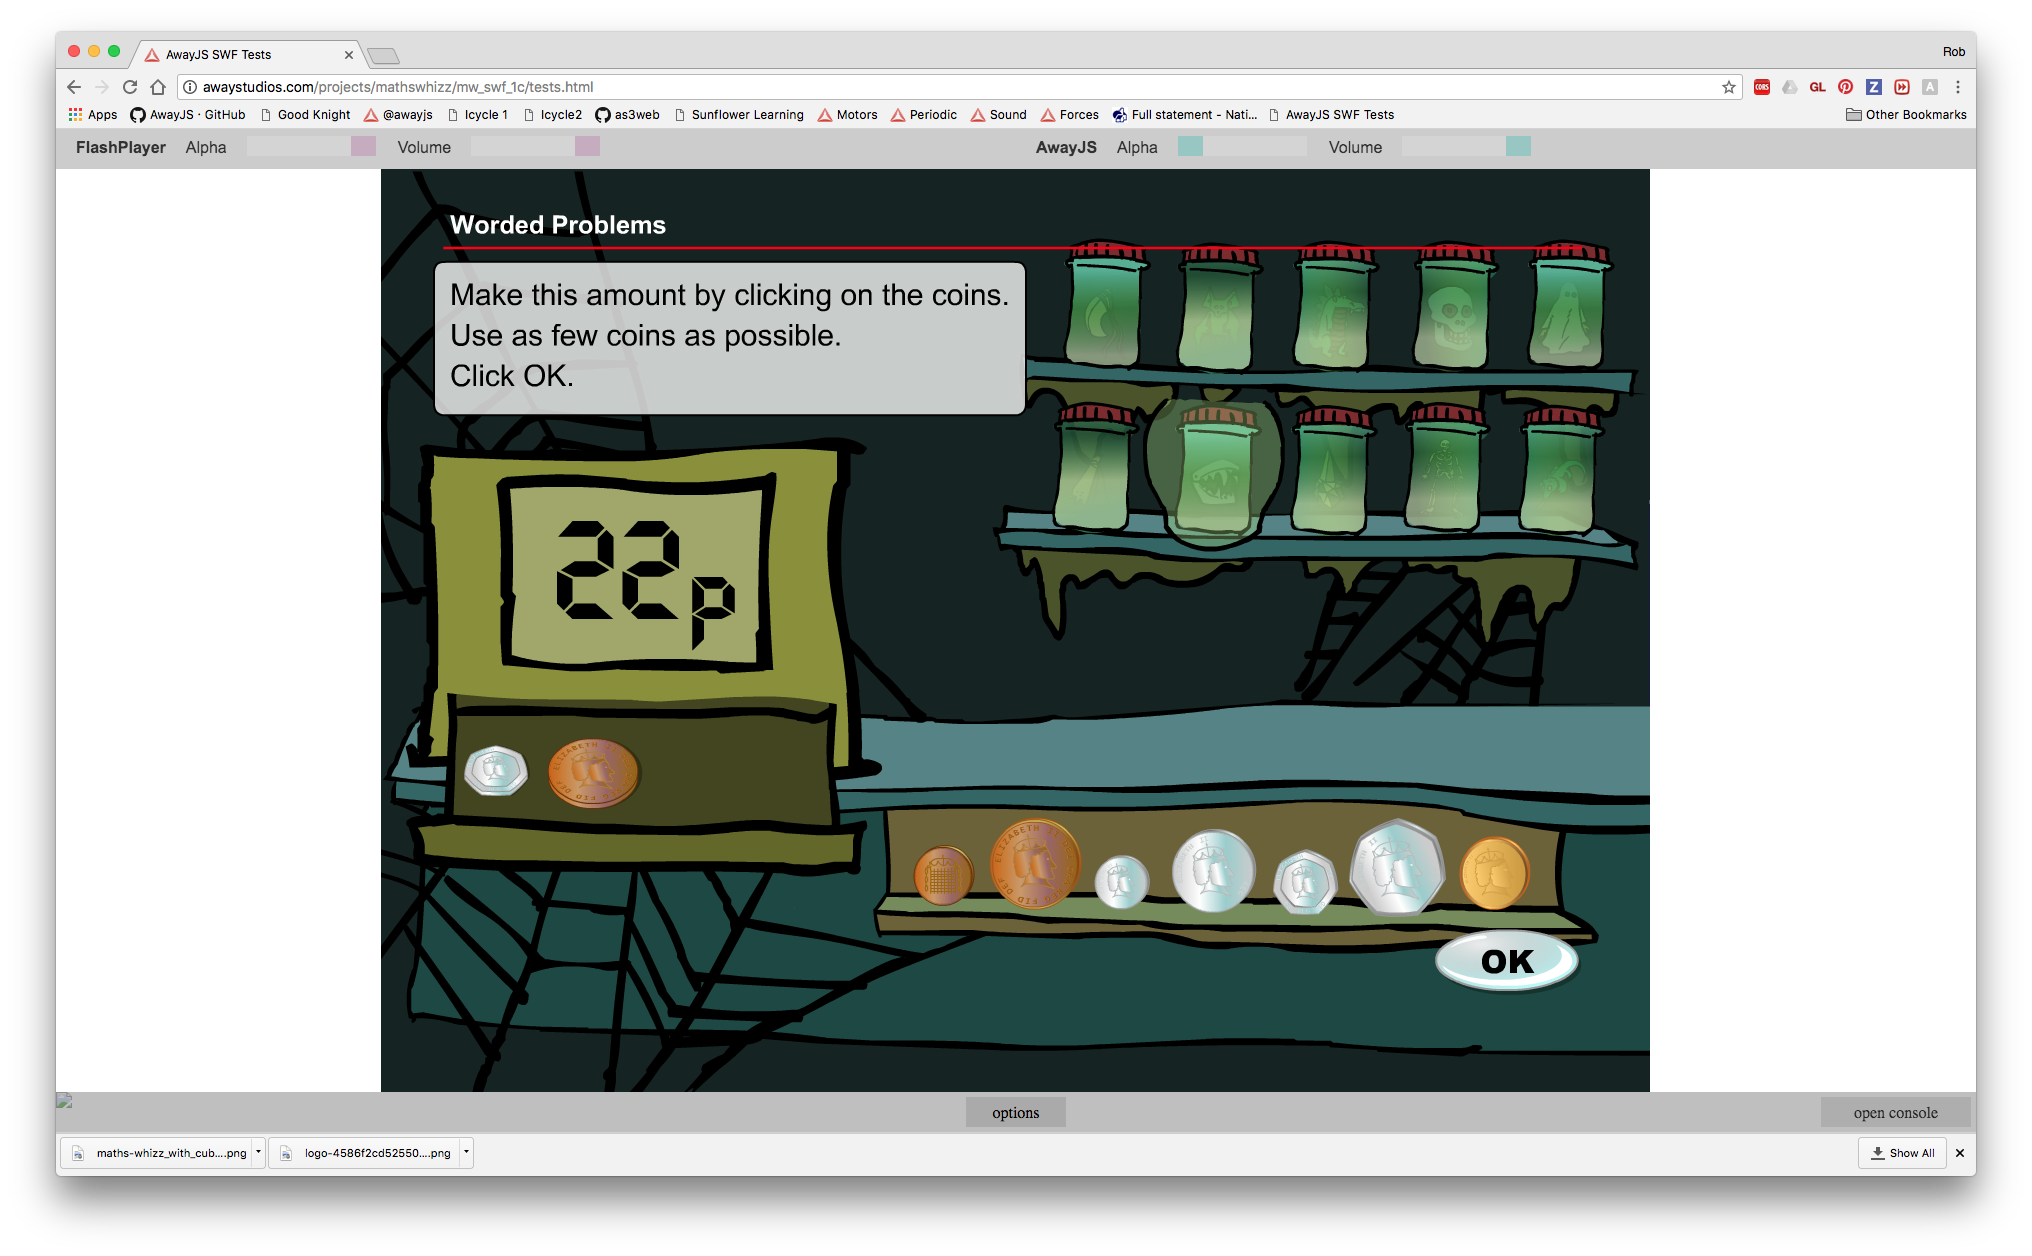 AwayJS SWF Tests
Rob
awaystudios.com/projects/mathswhizz/mw_swf_1c/tests.html
CORS
GL
Z
A
Apps AwayJS · GitHub Good Knight @awayjs Icycle 1 Icycle2 as3web Sunflower Learning Motors Periodic Sound Forces Full statement - Nati... AwayJS SWF Tests Other Bookmarks
FlashPlayer Alpha Volume AwayJS Alpha Volume
Worded Problems
Make this amount by clicking on the coins.
Use as few coins as possible.
Click OK.
22p
OK
options open console
maths-whizz_with_cub....png logo-4586f2cd52550....png Show All